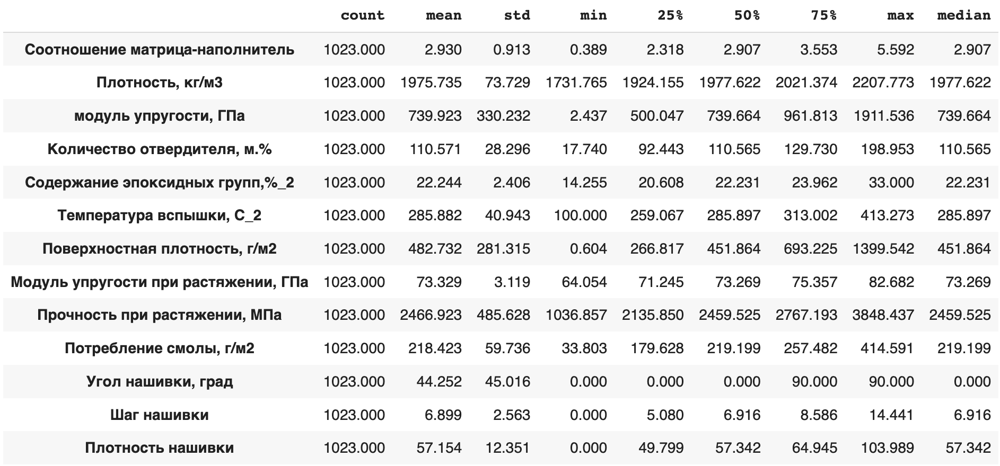 count mean std min 25% 50% 75% max median
Соотношение матрица-наполнитель 1023.000 2.930 0.913 0.389 2.318 2.907 3.553 5.592 2.907
Плотность, кг/м3 1023.000 1975.735 73.729 1731.765 1924.155 1977.622 2021.374 2207.773 1977.622
модуль упругости, ГПа 1023.000 739.923 330.232 2.437 500.047 739.664 961.813 1911.536 739.664
Количество отвердителя, м.% 1023.000 110.571 28.296 17.740 92.443 110.565 129.730 198.953 110.565
Содержание эпоксидных групп,%_2 1023.000 22.244 2.406 14.255 20.608 22.231 23.962 33.000 22.231
Температура вспышки, С_2 1023.000 285.882 40.943 100.000 259.067 285.897 313.002 413.273 285.897
Поверхностная плотность, г/м2 1023.000 482.732 281.315 0.604 266.817 451.864 693.225 1399.542 451.864
Модуль упругости при растяжении, ГПа 1023.000 73.329 3.119 64.054 71.245 73.269 75.357 82.682 73.269
Прочность при растяжении, МПа 1023.000 2466.923 485.628 1036.857 2135.850 2459.525 2767.193 3848.437 2459.525
Потребление смолы, г/м2 1023.000 218.423 59.736 33.803 179.628 219.199 257.482 414.591 219.199
Угол нашивки, град 1023.000 44.252 45.016 0.000 0.000 0.000 90.000 90.000 0.000
Шаг нашивки 1023.000 6.899 2.563 0.000 5.080 6.916 8.586 14.441 6.916
Плотность нашивки 1023.000 57.154 12.351 0.000 49.799 57.342 64.945 103.989 57.342